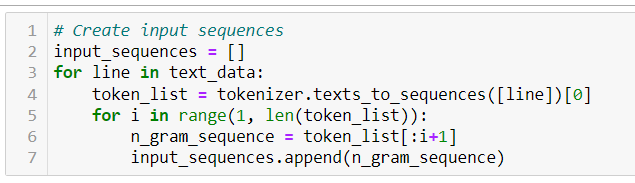 1 # Create input sequences
2 input_sequences = []
3 for line in text_data:
4     token_list = tokenizer.texts_to_sequences([line])[0]
5     for i in range(1, len(token_list)):
6         n_gram_sequence = token_list[:i+1]
7         input_sequences.append(n_gram_sequence)